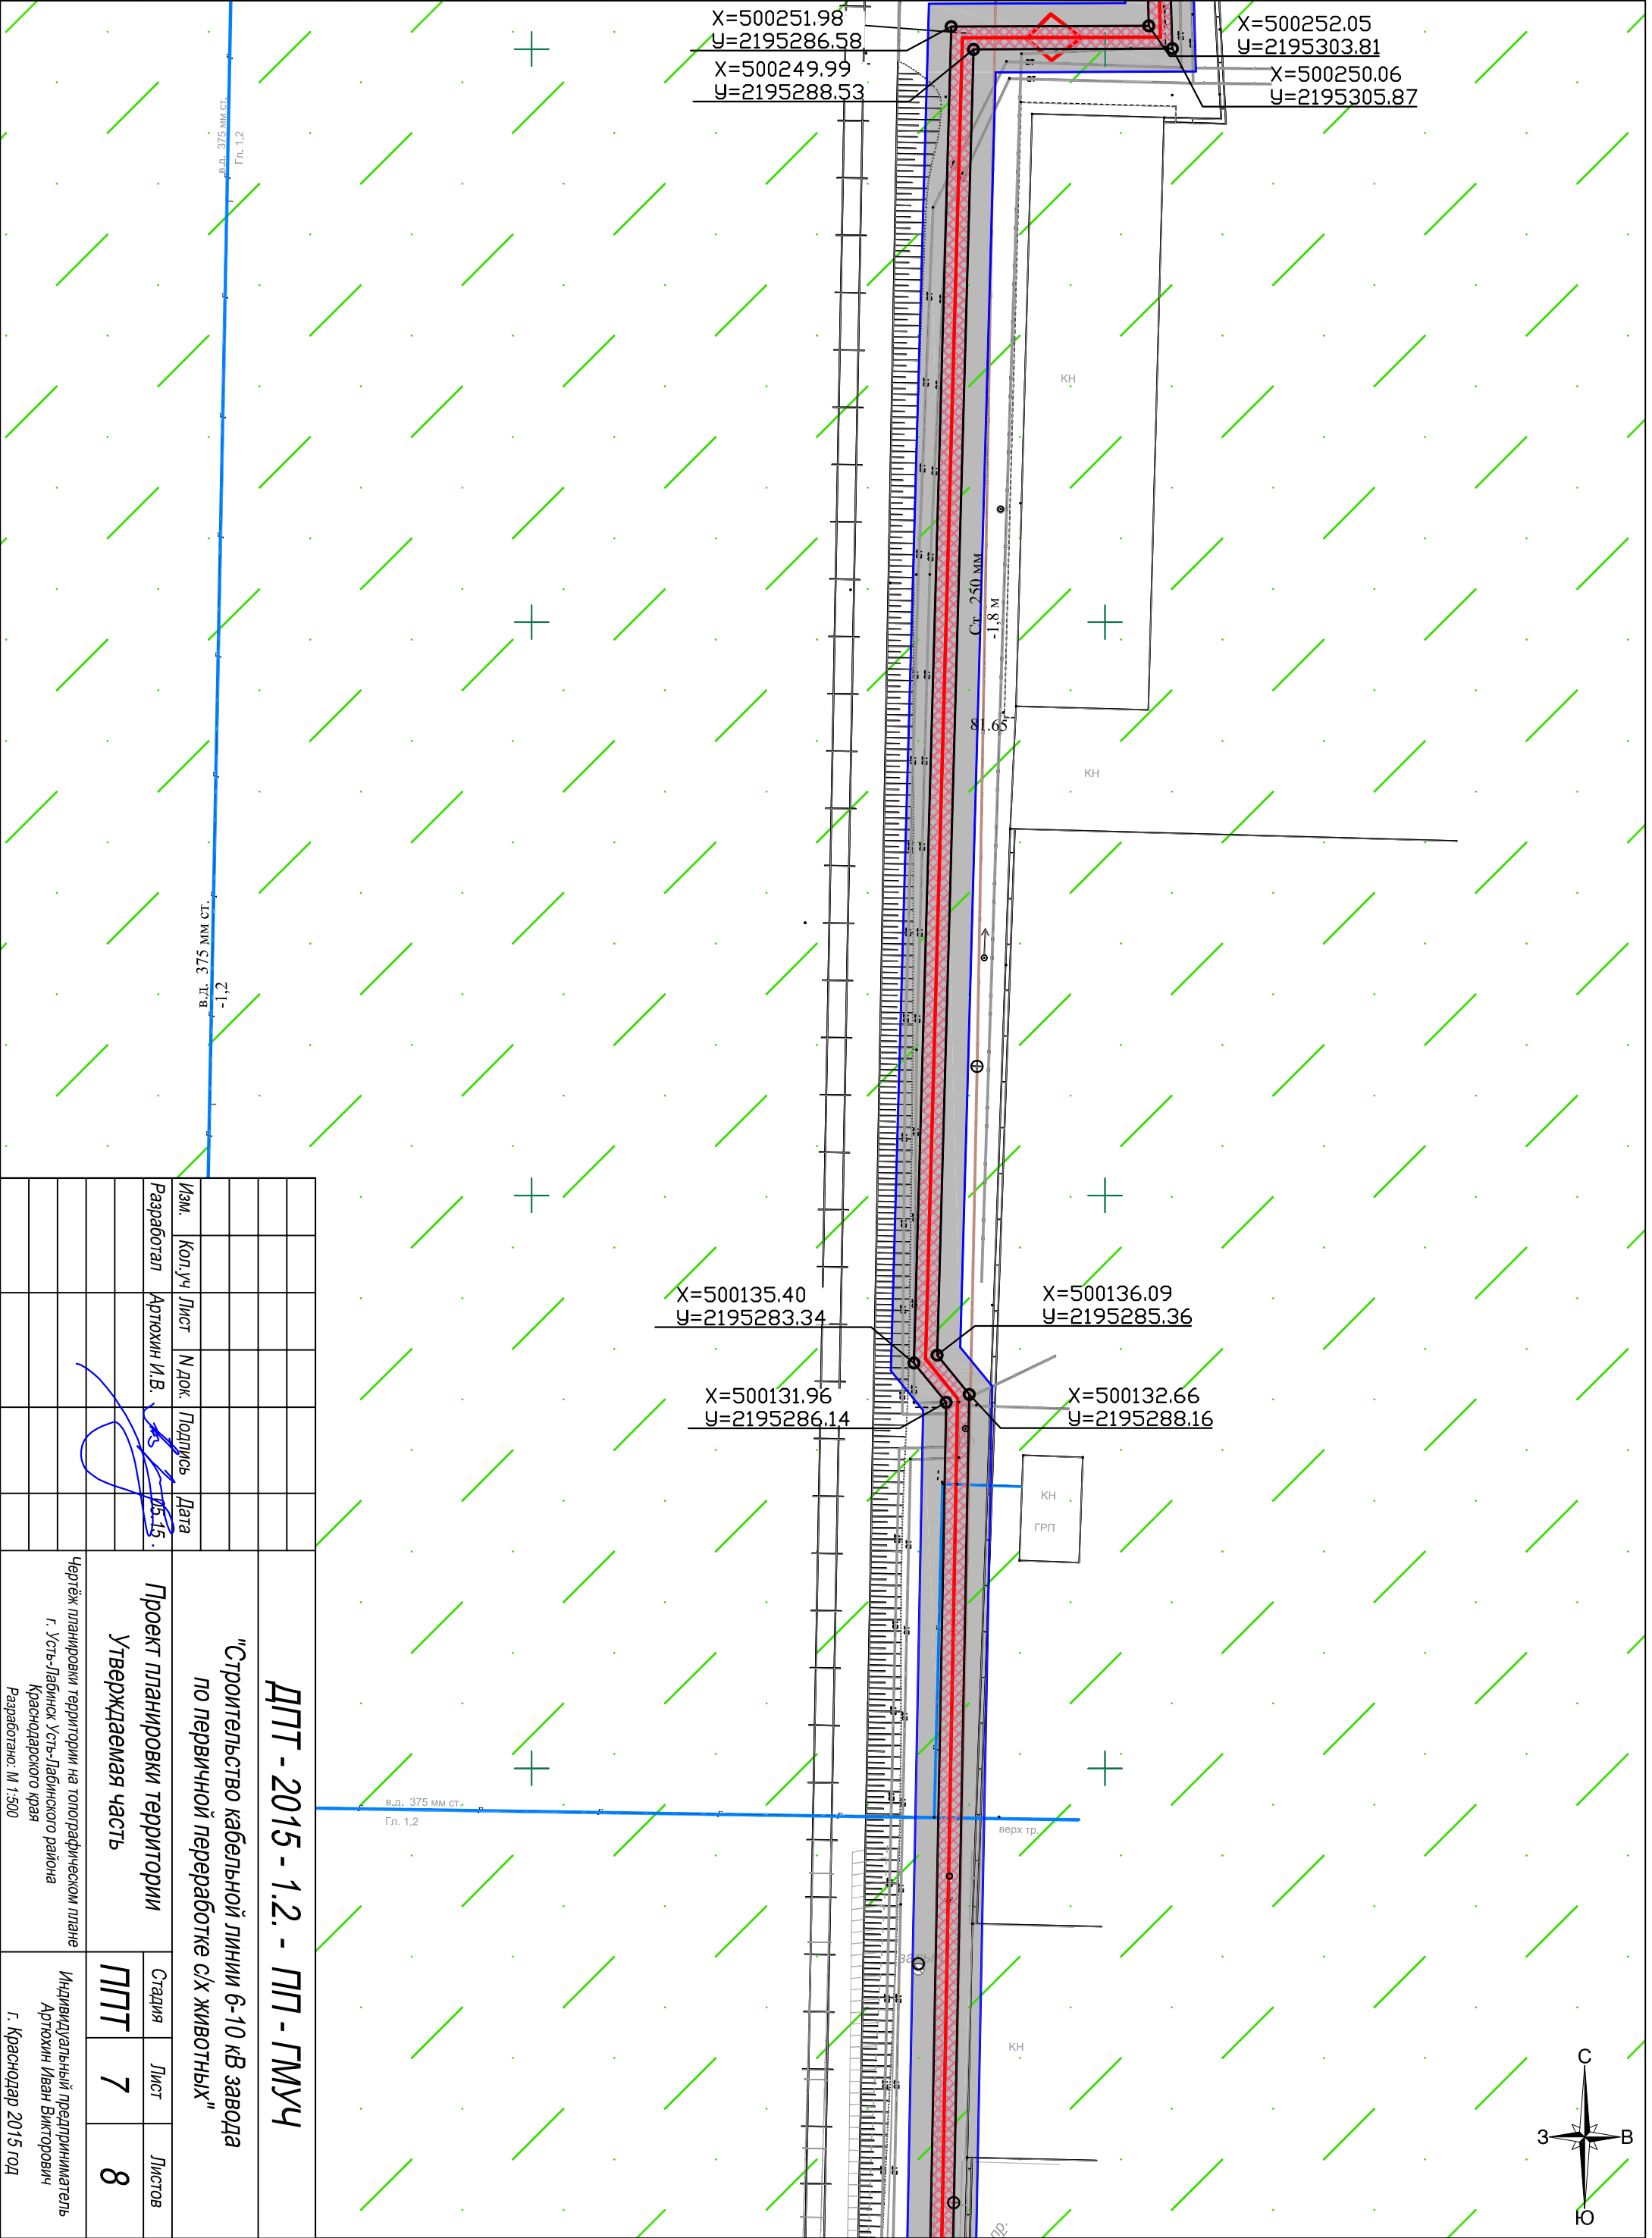 X=500251.98
У=2195286.58
X=500252.05
У=2195303.81
X=500249.99
У=2195288.53
X=500250.06
У=2195305.87
в.д. 375 мм ст.
Гл. 1,2
КН
Ст. 250 мм
-1,8 м
81.65
КН
в.д. 375 мм ст.
-1,2
X=500135.40
У=2195283.34
X=500136.09
У=2195285.36
X=500131.96
У=2195286.14
X=500132.66
У=2195288.16
КН
ГРП
в.д. 375 мм ст.
Гл. 1,2
верх тр.
КН
пр.
С
З
В
Ю
ДПТ - 2015 - 1.2. - ПП - ГМУЧ
"Строительство кабельной линии 6-10 кВ завода
по первичной переработке с/х животных"
Изм. Кол.уч Лист N док. Подпись Дата
Разработал Артюхин И.В. 05.15.
Проект планировки территории
Утверждаемая часть
Стадия Лист Листов
ППТ 7 8
Чертёж планировки территории на топографическом плане
г. Усть-Лабинск Усть-Лабинского района
Краснодарского края
Разработано: М 1:500
Индивидуальный предприниматель
Артюхин Иван Викторович
г. Краснодар 2015 год